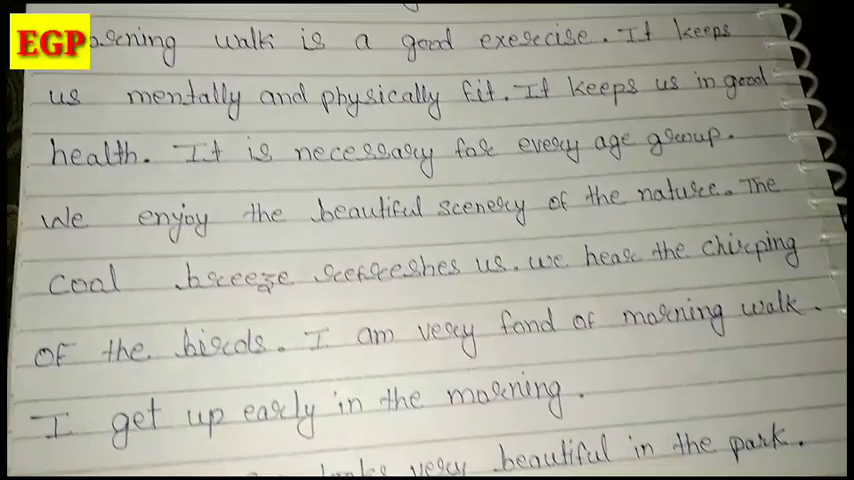 EGP
morning walk is a good exercise. It keeps
us mentally and physically fit. It keeps us in good
health. It is necessary for every age group.
We enjoy the beautiful scenery of the nature. The
coal breeze refreshes us. we hear the chirping
of the birds. I am very fond of morning walk.
I get up early in the morning.
looks very beautiful in the park.